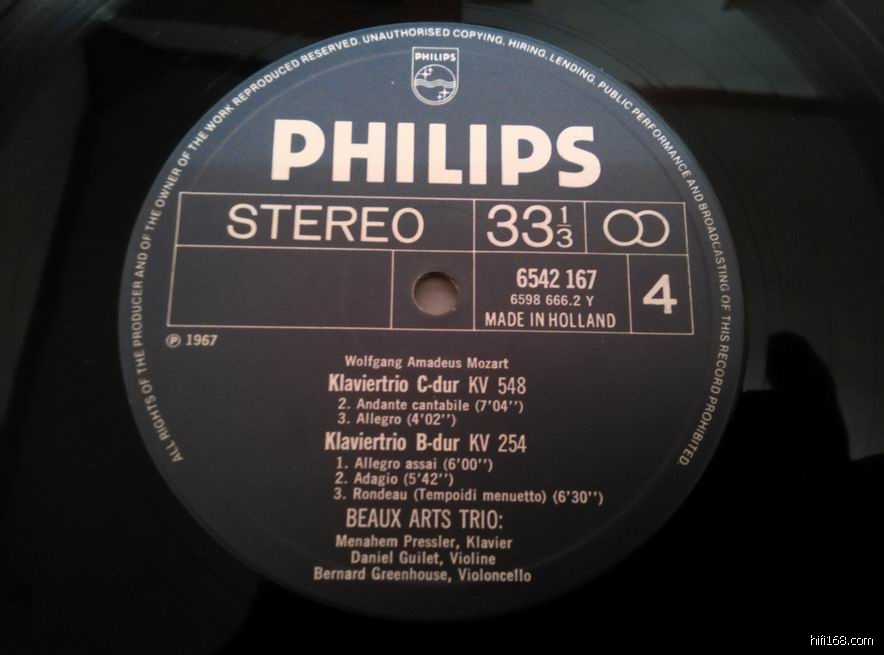 ALL RIGHTS OF THE PRODUCER AND OF THE OWNER OF THE WORK REPRODUCED RESERVED. UNAUTHORISED COPYING, HIRING, LENDING, PUBLIC PERFORMANCE AND BROADCASTING OF THIS RECORD PROHIBITED.
PHILIPS
PHILIPS
STEREO 33 1/3
6542 167
6598 666.2 Y
MADE IN HOLLAND
4
℗ 1967
Wolfgang Amadeus Mozart
Klaviertrio C-dur KV 548
2. Andante cantabile (7'04'')
3. Allegro (4'02'')
Klaviertrio B-dur KV 254
1. Allegro assai (6'00'')
2. Adagio (5'42'')
3. Rondeau (Tempoidi menuetto) (6'30'')
BEAUX ARTS TRIO:
Menahem Pressler, Klavier
Daniel Guilet, Violine
Bernard Greenhouse, Violoncello
hifi168.com